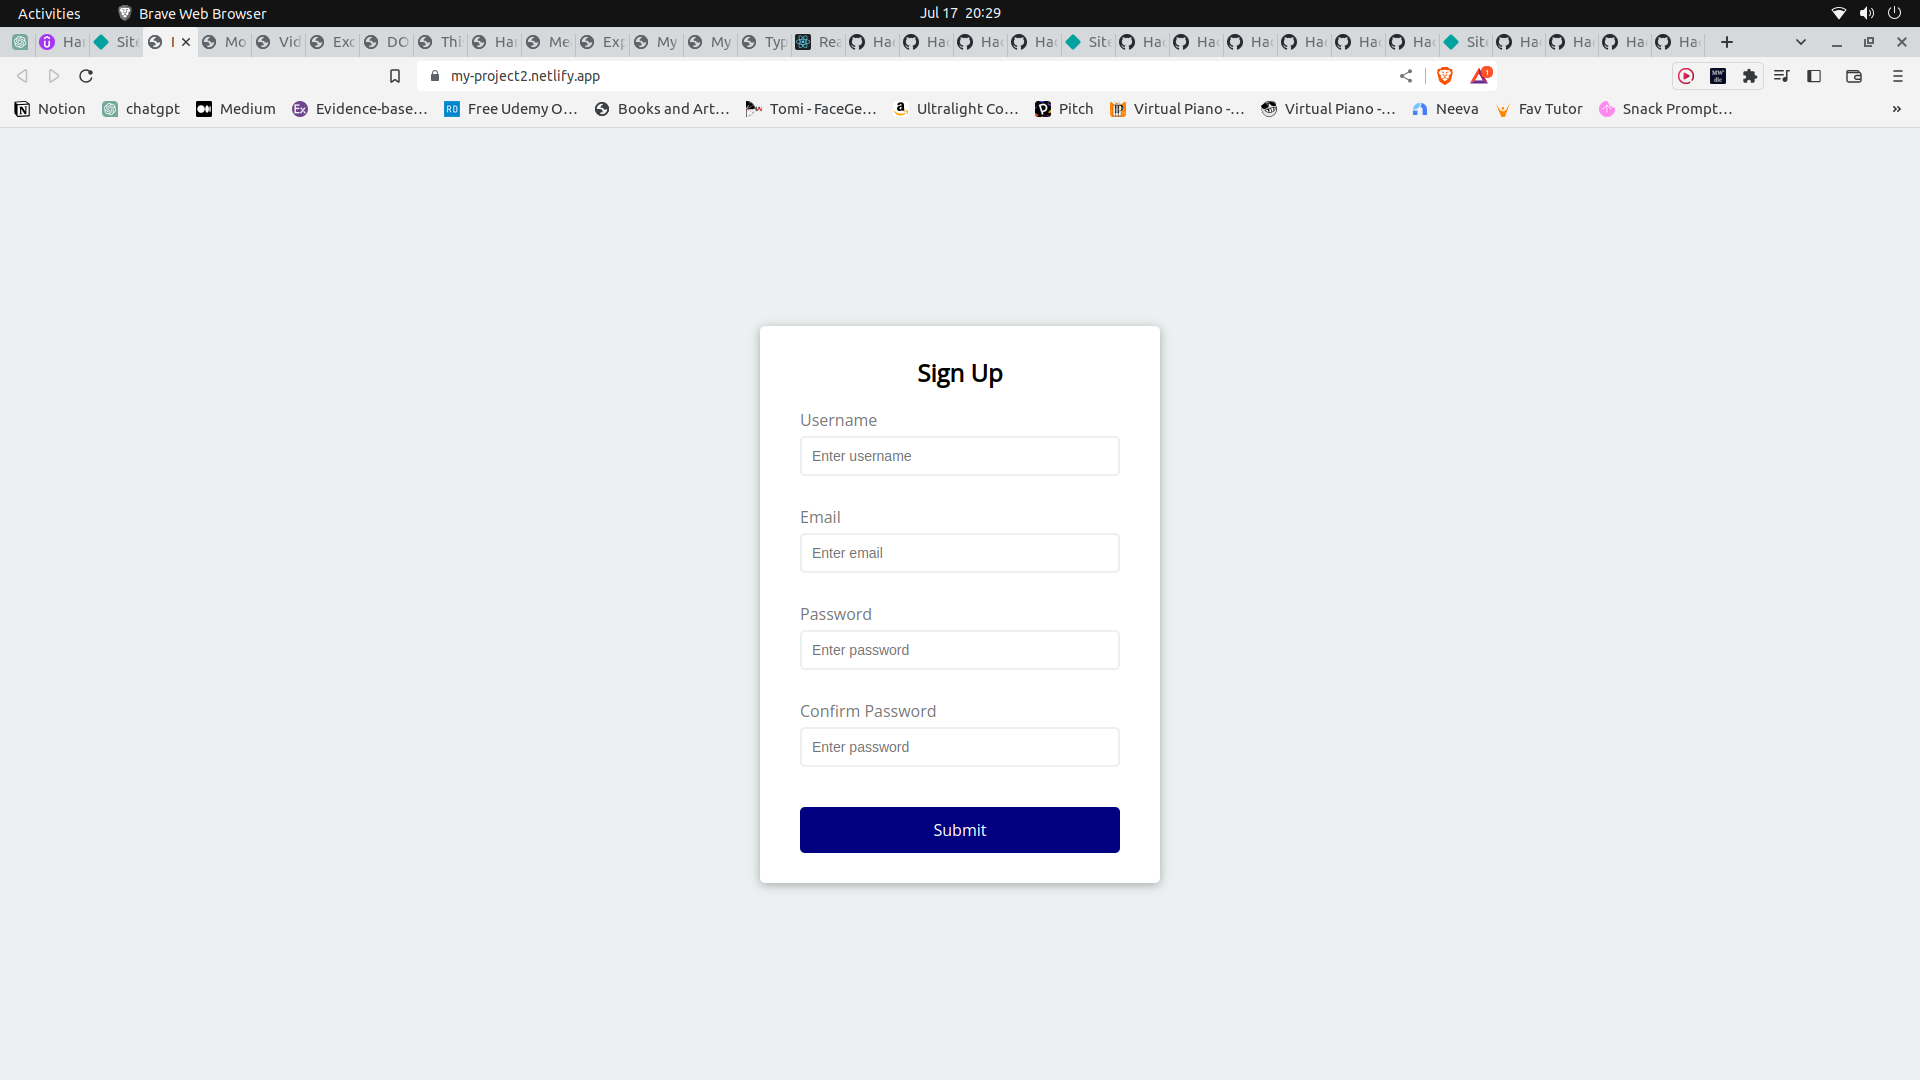 Activities Brave Web Browser Jul 17 20:29
Ha Site I Mo Vid Exc DO Thi Ha Me Exp My My Typ Rea Ha Ha Ha Ha Site Ha Ha Ha Ha Ha Ha Site Ha Ha Ha Ha
my-project2.netlify.app 1
Notion chatgpt Medium Evidence-base… Free Udemy O… Books and Art… Tomi - FaceGe… Ultralight Co… Pitch Virtual Piano -… Virtual Piano -… Neeva Fav Tutor Snack Prompt… »
Sign Up
Username
Enter username
Email
Enter email
Password
Enter password
Confirm Password
Enter password
Submit